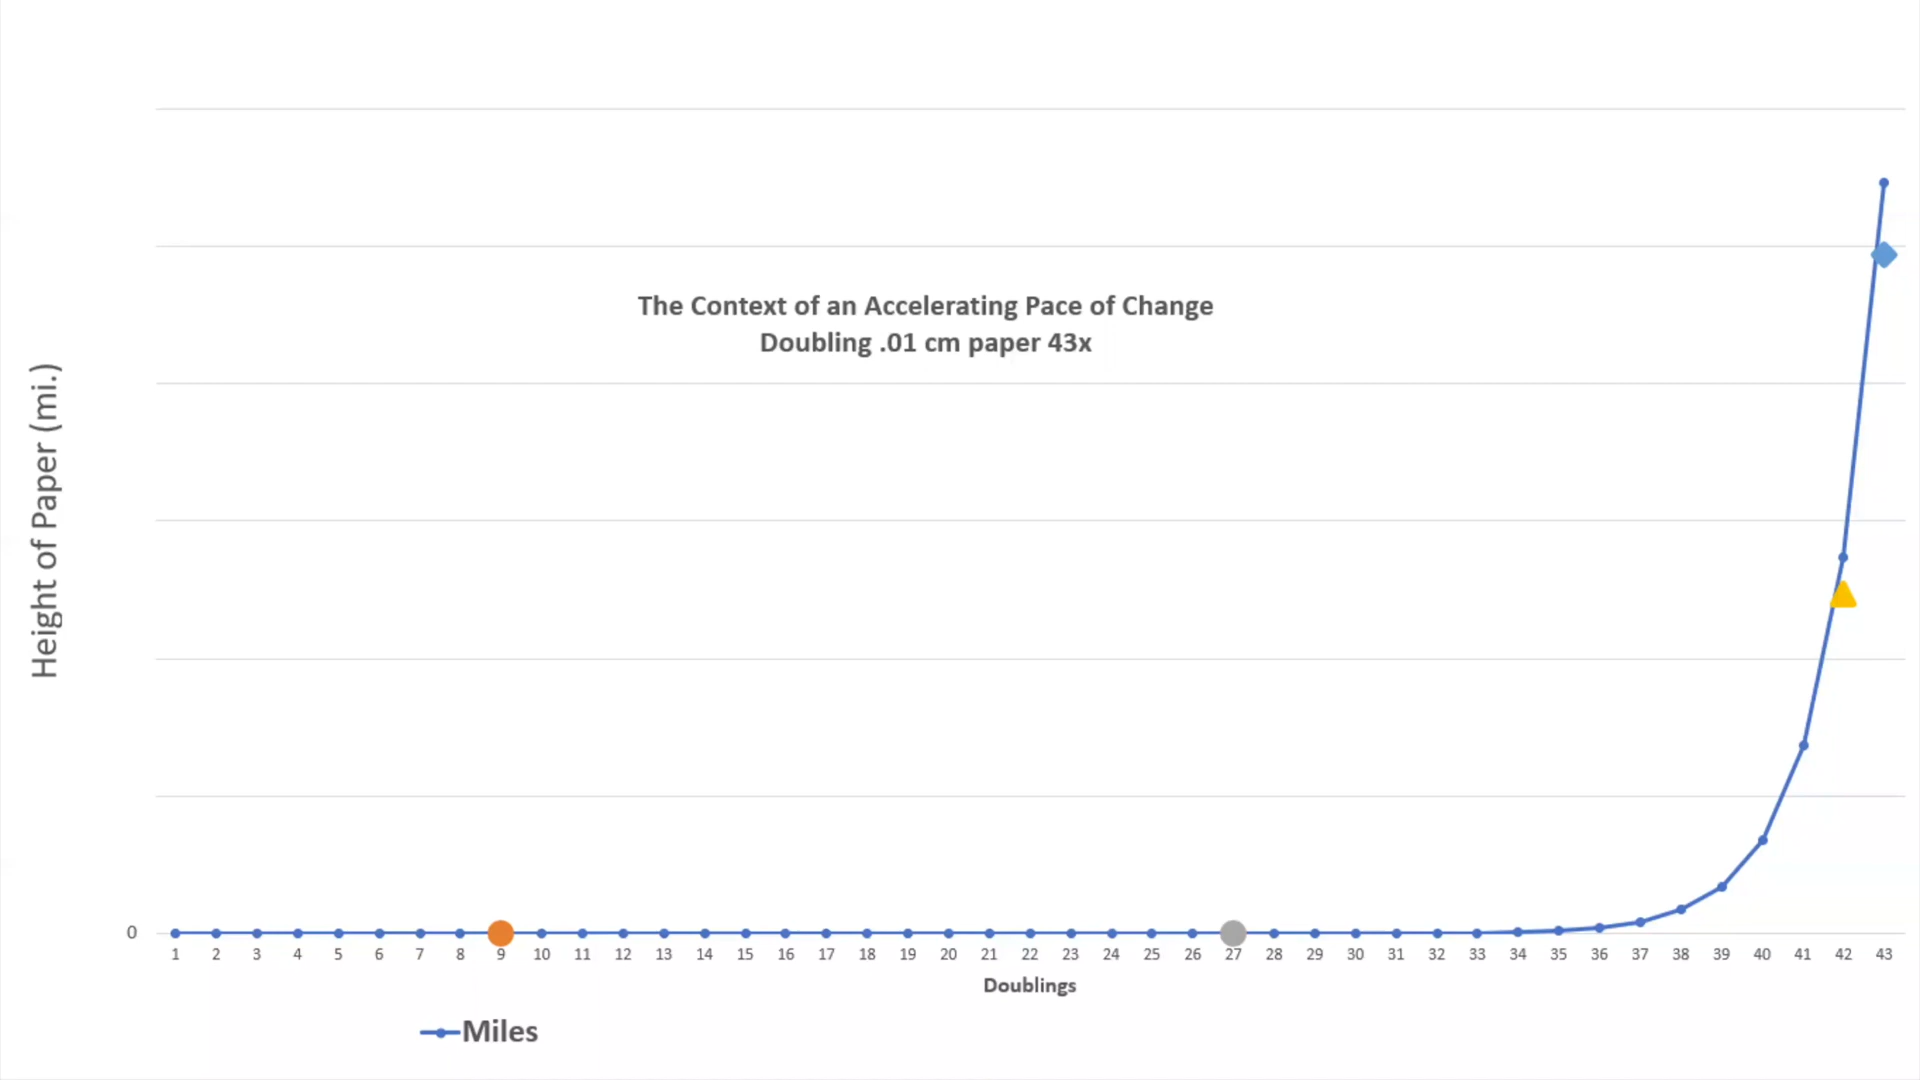 The Context of an Accelerating Pace of Change
Doubling .01 cm paper 43x
Height of Paper (mi.)
0
1 2 3 4 5 6 7 8 9 10 11 12 13 14 15 16 17 18 19 20 21 22 23 24 25 26 27 28 29 30 31 32 33 34 35 36 37 38 39 40 41 42 43
Doublings
Miles